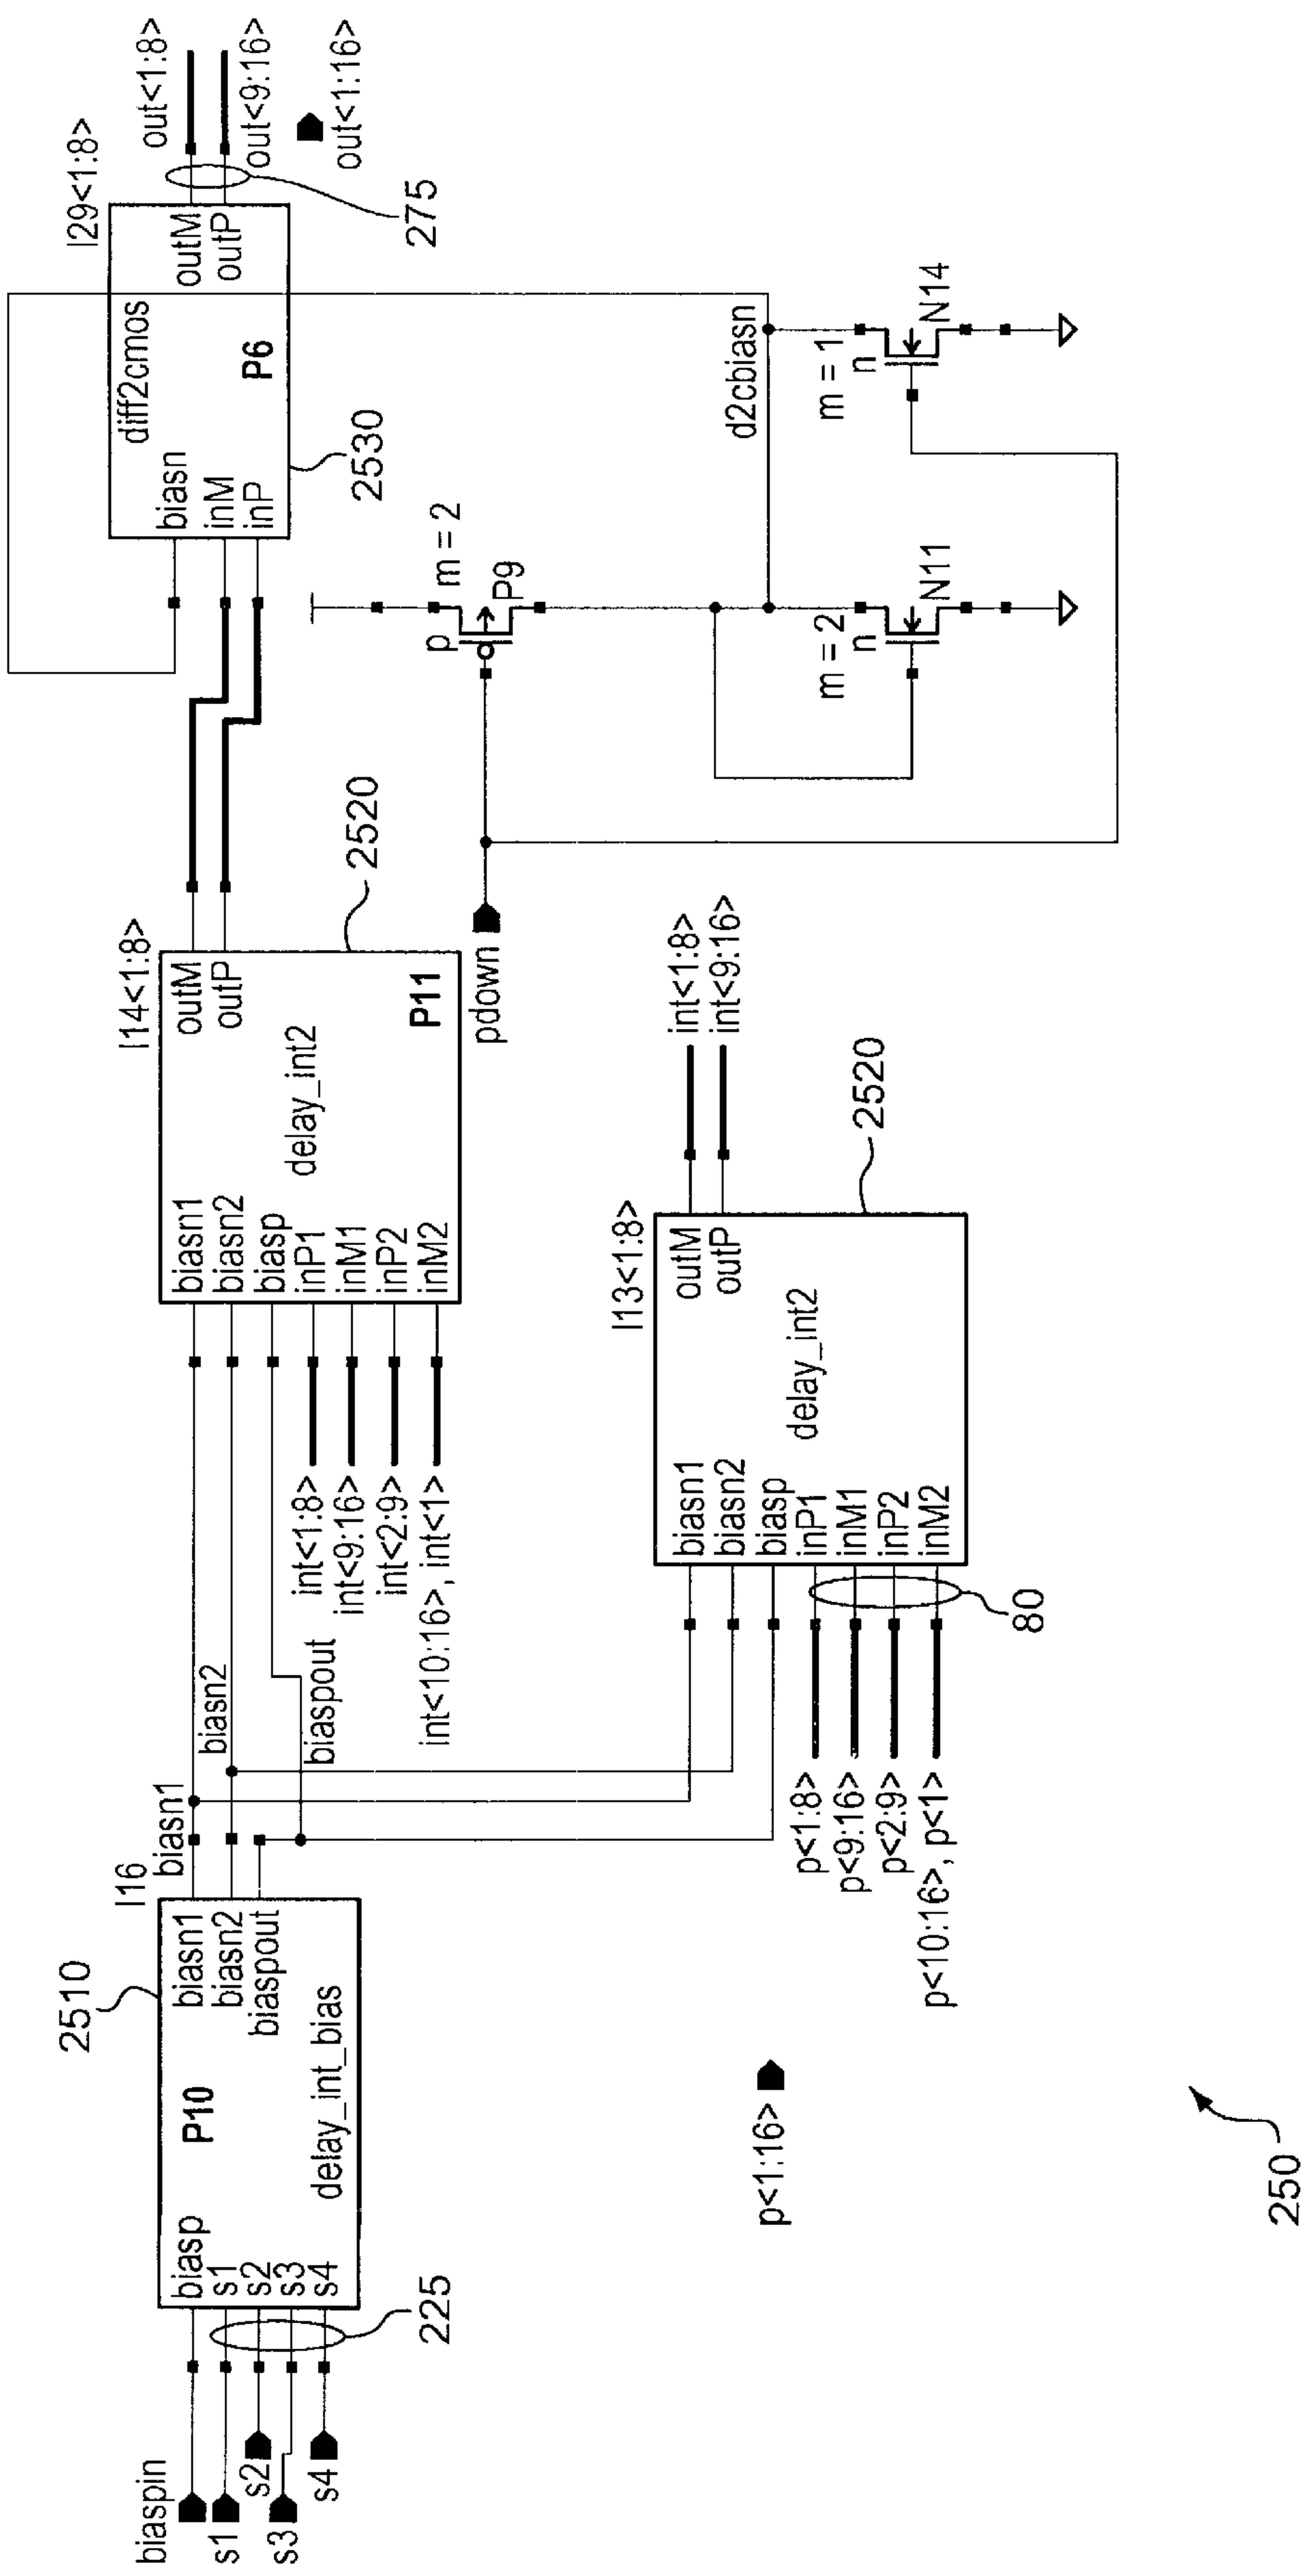 biaspin
s1
s2
s3
s4
225
2510
I16
biasp
s1
s2
s3
s4
P10
delay_int_bias
biasn1
biasn2
biaspout
biasn1
biasn2
biaspout
int<1:8>
int<9:16>
int<2:9>
int<10:16>, int<1>
I14<1:8>
biasn1
biasn2
biasp
inP1
inM1
inP2
inM2
delay_int2
outM
outP
P11
2520
I29<1:8>
biasn
inM
inP
diff2cmos
P6
outM
outP
2530
out<1:8>
out<9:16>
out<1:16>
275
p<1:16>
p<1:8>
p<9:16>
p<2:9>
p<10:16>, p<1>
80
I13<1:8>
biasn1
biasn2
biasp
inP1
inM1
inP2
inM2
delay_int2
outM
outP
2520
int<1:8>
int<9:16>
pdown
m = 2
p
P9
d2cbiasn
m = 2
n
N11
m = 1
n
N14
250